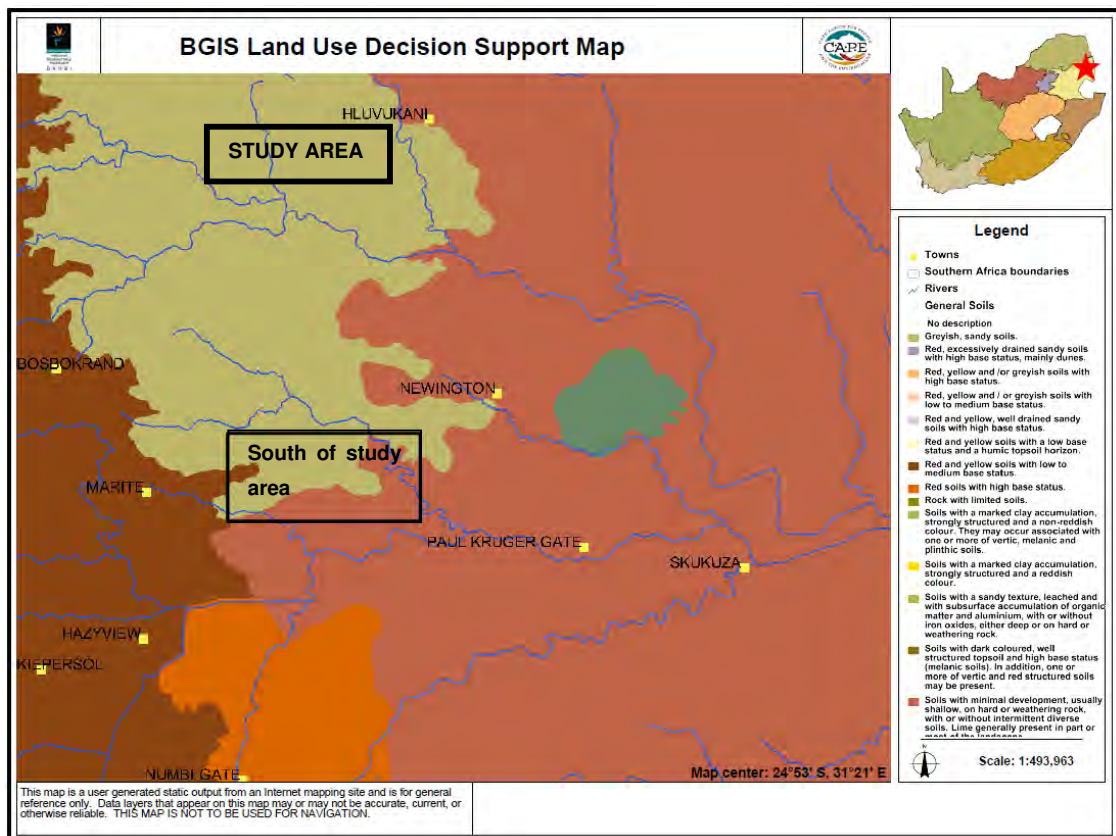 BGIS Land Use Decision Support Map
CAPE
HLUVUKANI
STUDY AREA
BOSBOKRAND
NEWINGTON
South of study
area
MARITE
PAUL KRUGER GATE
SKUKUZA
HAZYVIEW
KIEPERSOL
NUMBI GATE
Map center: 24°53' S, 31°21' E
Legend
Towns
Southern Africa boundaries
Rivers
General Soils
No description
Greyish, sandy soils.
Red, excessively drained sandy soils
with high base status, mainly dunes.
Red, yellow and /or greyish soils with
high base status.
Red, yellow and / or greyish soils with
low to medium base status.
Red and yellow, well drained sandy
soils with high base status.
Red and yellow soils with a low base
status and a humic topsoil horizon.
Red and yellow soils with low to
medium base status.
Red soils with high base status.
Rock with limited soils.
Soils with a marked clay accumulation,
strongly structured and a non-reddish
colour. They may occur associated with
one or more of vertic, melanic and
plinthic soils.
Soils with a marked clay accumulation,
strongly structured and a reddish
colour.
Soils with a sandy texture, leached and
with subsurface accumulation of organic
matter and aluminium, with or without
iron oxides, either deep or on hard or
weathering rock.
Soils with dark coloured, well
structured topsoil and high base status
(melanic soils). In addition, one or
more of vertic and red structured soils
may be present.
Soils with minimal development, usually
shallow, on hard or weathering rock,
with or without intermittent diverse
soils. Lime generally present in part or
most of the landscape
N
Scale: 1:493,963
This map is a user generated static output from an Internet mapping site and is for general
reference only. Data layers that appear on this map may or may not be accurate, current, or
otherwise reliable. THIS MAP IS NOT TO BE USED FOR NAVIGATION.